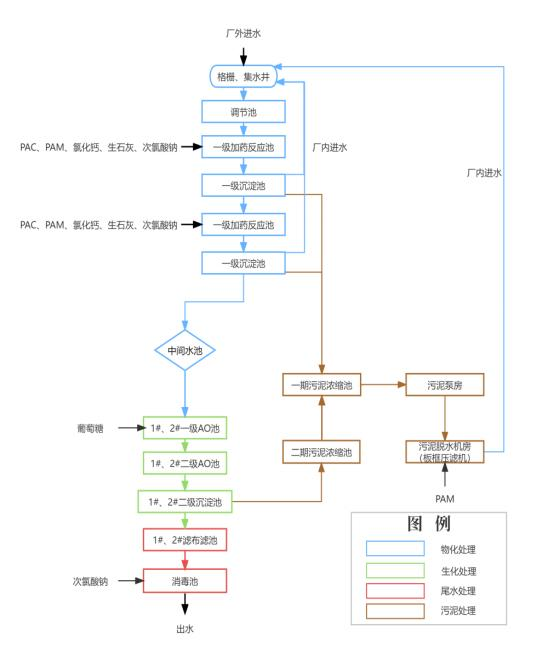 厂外进水
格栅、集水井
调节池
PAC、PAM、氯化钙、生石灰、次氯酸钠
一级加药反应池
厂内进水
厂内进水
一级沉淀池
PAC、PAM、氯化钙、生石灰、次氯酸钠
一级加药反应池
一级沉淀池
中间水池
一期污泥浓缩池
污泥泵房
葡萄糖
1#、2#一级AO池
二期污泥浓缩池
污泥脱水机房
（板框压滤机）
1#、2#二级AO池
PAM
1#、2#二级沉淀池
图 例
1#、2#滤布滤池
物化处理
生化处理
次氯酸钠
消毒池
尾水处理
污泥处理
出水